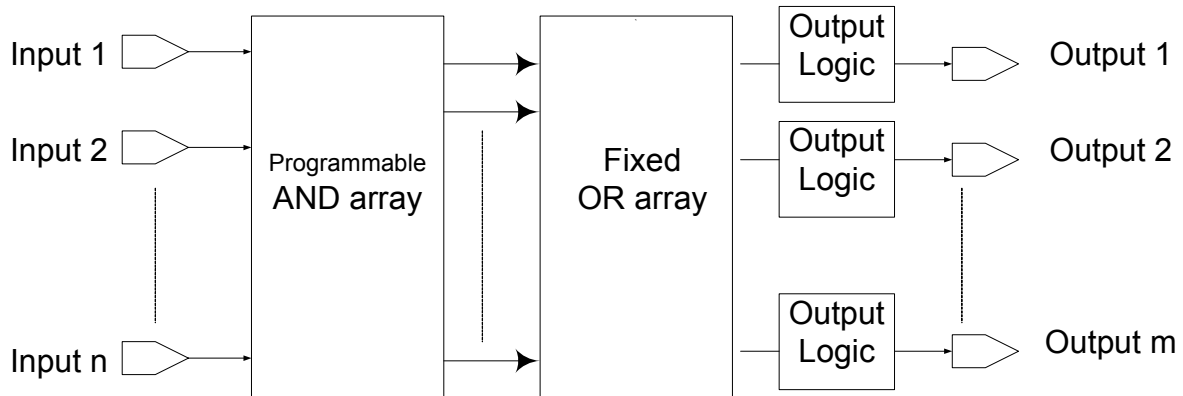 Input 1
Input 2
Input n
Programmable
AND array
Fixed
OR array
Output
Logic
Output 1
Output
Logic
Output 2
Output
Logic
Output m